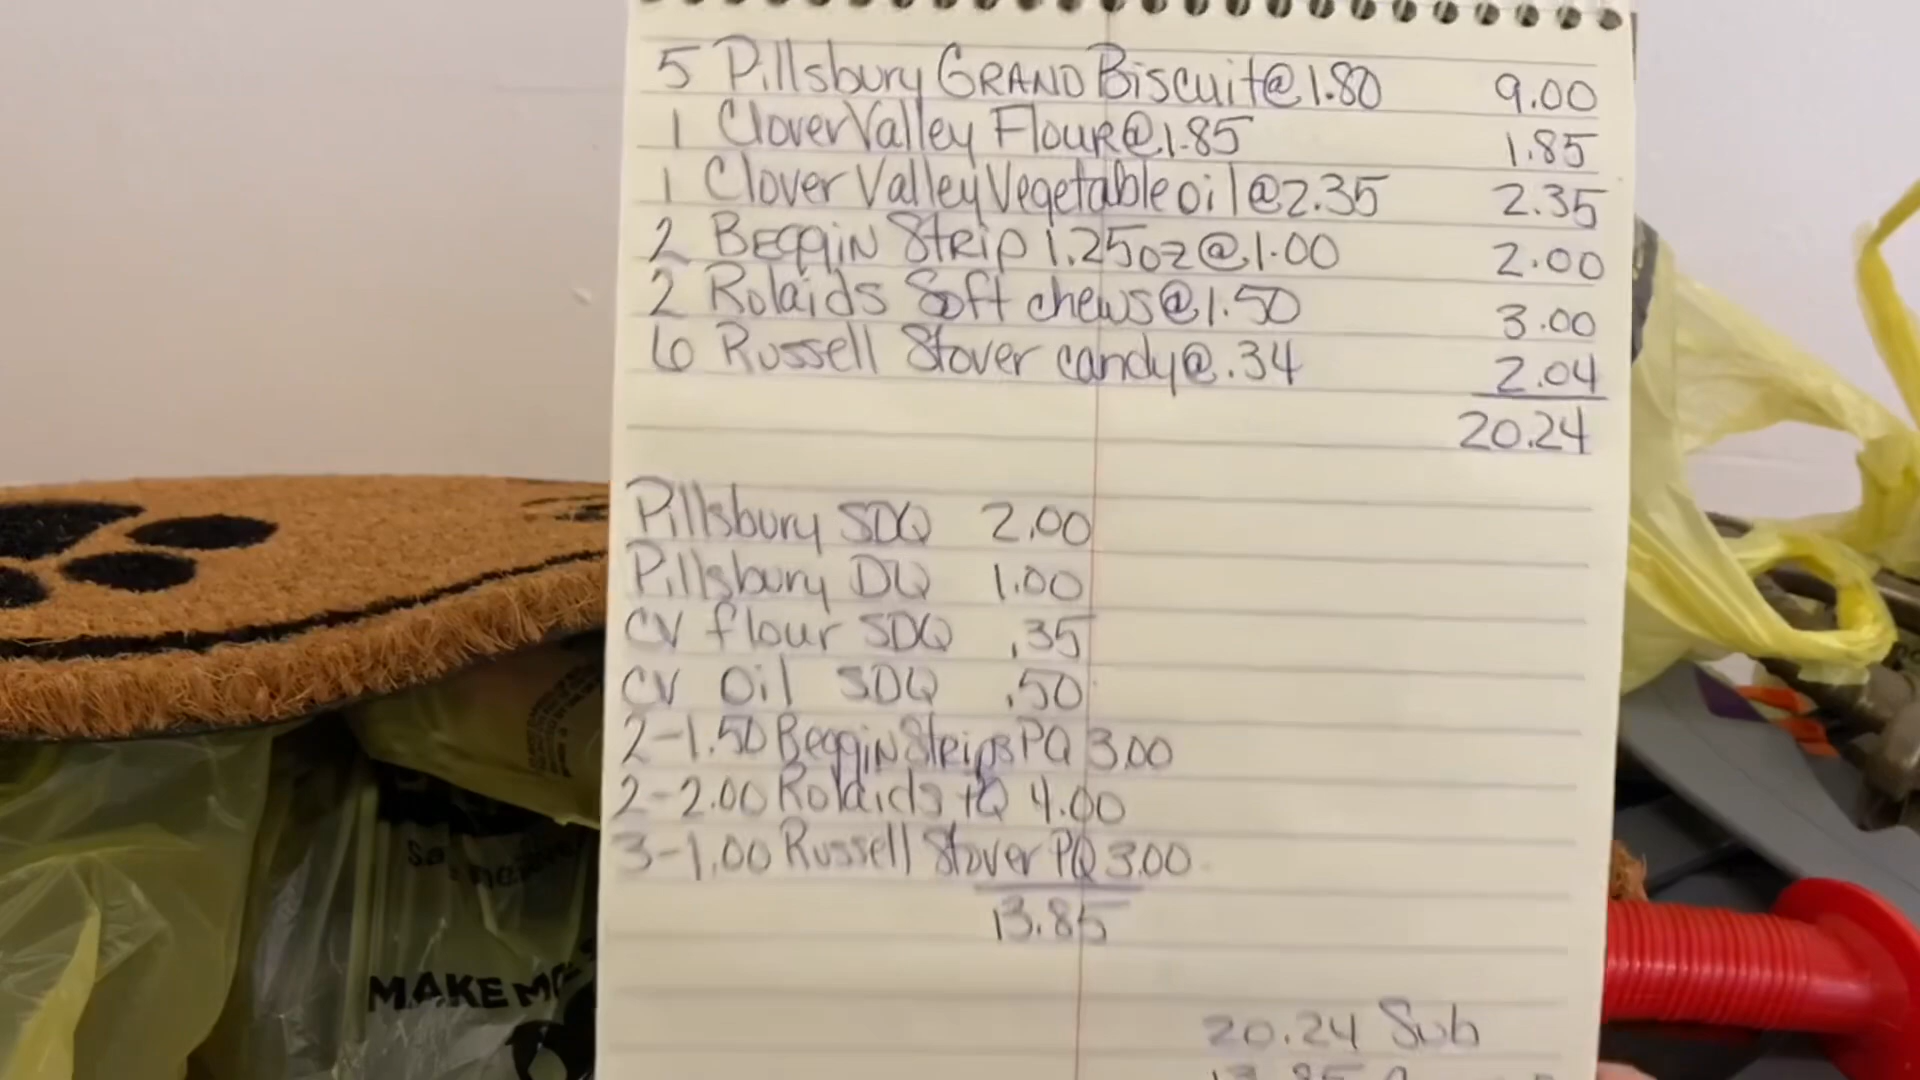 5 Pillsbury GRAND Biscuit@1.80 9.00
1 Clover Valley Flour@1.85 1.85
1 Clover Valley Vegetable oil@2.35 2.35
2 Beggin Strip 1.25oz@1.00 2.00
2 Rolaids Soft chews@1.50 3.00
6 Russell Stover candy@.34 2.04
20.24
Pillsbury SDQ 2.00
Pillsbury DQ 1.00
CV flour SDQ .35
CV Oil SDQ .50
2-1.50 Beggin Strips PQ 3.00
2-2.00 Rolaids PQ 4.00
3-1.00 Russell Stover PQ 3.00
13.85
20.24 Sub
13.85
MAKE